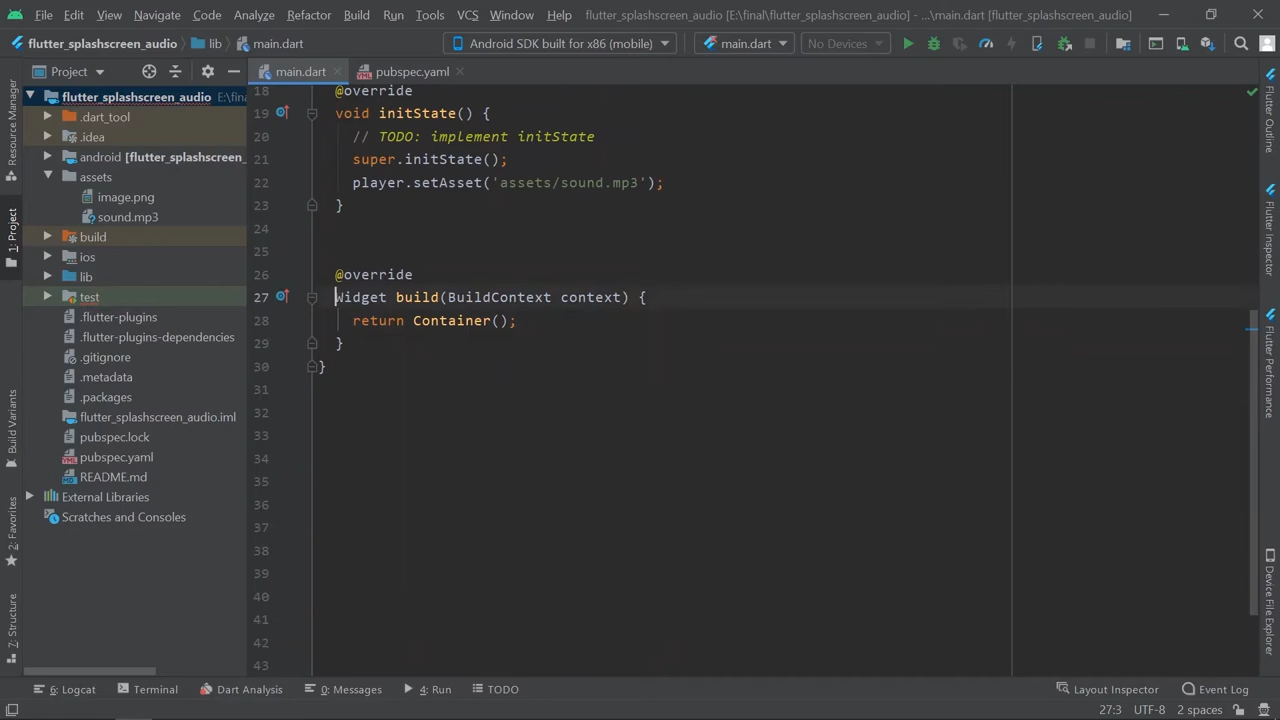 File Edit View Navigate Code Analyze Refactor Build Run Tools VCS Window Help flutter_splashscreen_audio [E:\final\flutter_splashscreen_audio] - ...\main.dart [flutter_splashscreen_audio]
flutter_splashscreen_audio lib main.dart Android SDK built for x86 (mobile) main.dart No Devices
Project main.dart pubspec.yaml
flutter_splashscreen_audio E:\fina
.dart_tool
.idea
android [flutter_splashscreen_
assets
image.png
sound.mp3
build
ios
lib
test
.flutter-plugins
.flutter-plugins-dependencies
.gitignore
.metadata
.packages
flutter_splashscreen_audio.iml
pubspec.lock
pubspec.yaml
README.md
External Libraries
Scratches and Consoles
18 @override
19 void initState() {
20 // TODO: implement initState
21 super.initState();
22 player.setAsset('assets/sound.mp3');
23 }
24
25
26 @override
27 Widget build(BuildContext context) {
28 return Container();
29 }
30 }
31
32
33
34
35
36
37
38
39
40
41
42
43
Resource Manager
1: Project
Build Variants
2: Favorites
7: Structure
Flutter Outline
Flutter Inspector
Flutter Performance
Device File Explorer
6: Logcat Terminal Dart Analysis 0: Messages 4: Run TODO Layout Inspector Event Log
27:3 UTF-8 2 spaces